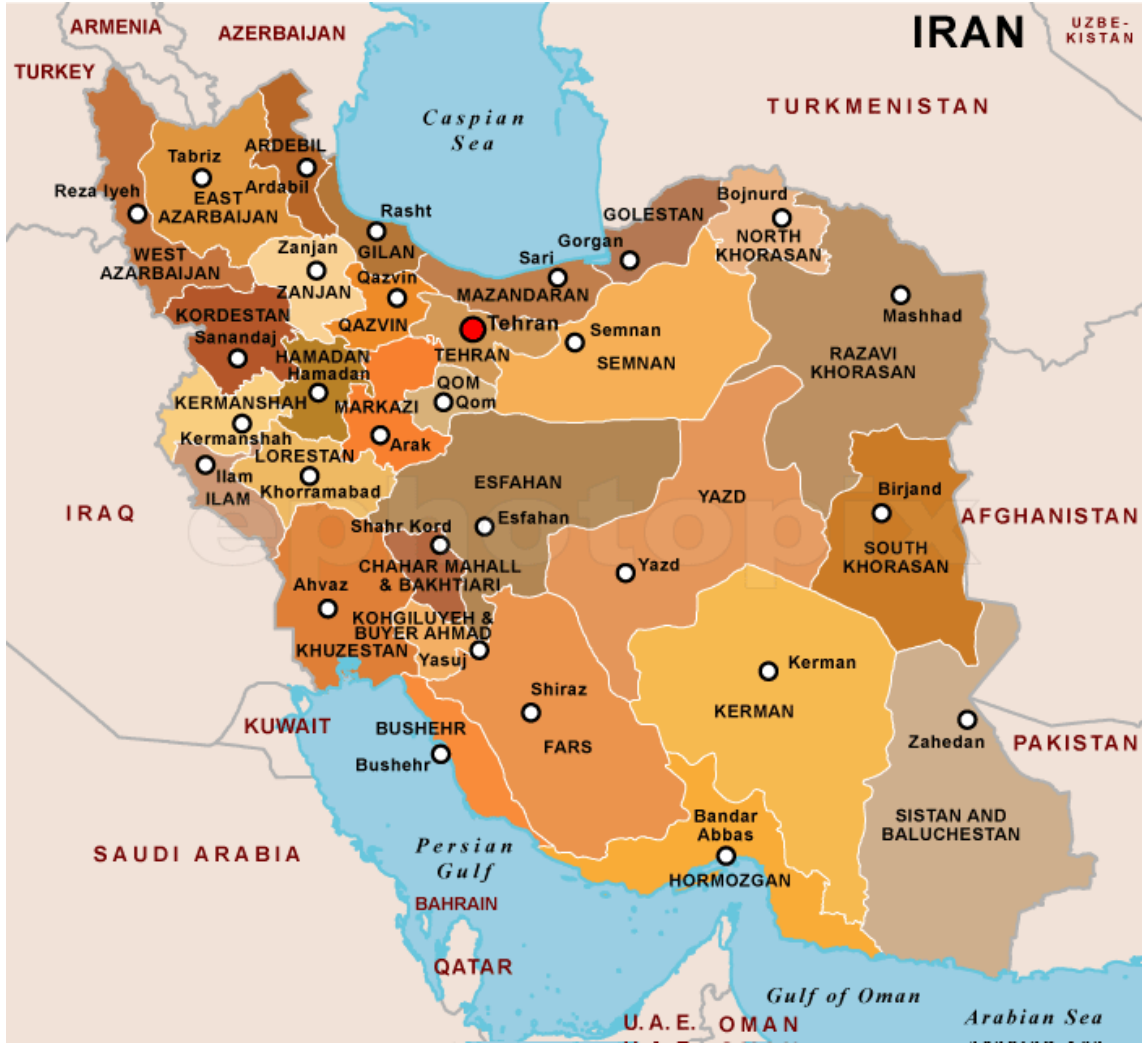 IRAN
ARMENIA
AZERBAIJAN
UZBE-
KISTAN
TURKEY
TURKMENISTAN
Caspian
Sea
ARDEBIL
Tabriz
Ardabil
Reza Iyeh
EAST
AZARBAIJAN
Rasht
GILAN
Bojnurd
NORTH
KHORASAN
GOLESTAN
Gorgan
Sari
MAZANDARAN
WEST
AZARBAIJAN
Zanjan
ZANJAN
Qazvin
QAZVIN
Mashhad
RAZAVI
KHORASAN
KORDESTAN
Sanandaj
Tehran
TEHRAN
Semnan
SEMNAN
HAMADAN
Hamadan
QOM
Qom
KERMANSHAH
Kermanshah
MARKAZI
Arak
LORESTAN
Khorramabad
Ilam
ILAM
ESFAHAN
Esfahan
YAZD
Yazd
Birjand
SOUTH
KHORASAN
IRAQ
AFGHANISTAN
ephotopix
Shahr Kord
CHAHAR MAHALL
& BAKHTIARI
Ahvaz
KHUZESTAN
KOHGILUYEH &
BUYER AHMAD
Yasuj
Kerman
KERMAN
Shiraz
FARS
KUWAIT
BUSHEHR
Bushehr
Zahedan
PAKISTAN
SISTAN AND
BALUCHESTAN
Bandar
Abbas
HORMOZGAN
SAUDI ARABIA
Persian
Gulf
BAHRAIN
QATAR
Gulf of Oman
Arabian Sea
U.A.E.
OMAN